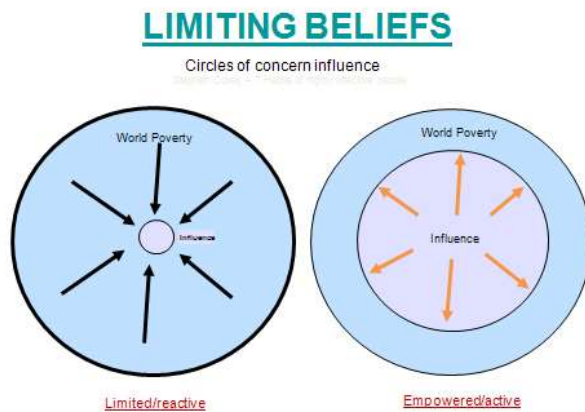 LIMITING BELIEFS
Circles of concern influence
World Poverty
Influence
Limited/reactive
World Poverty
Influence
Empowered/active